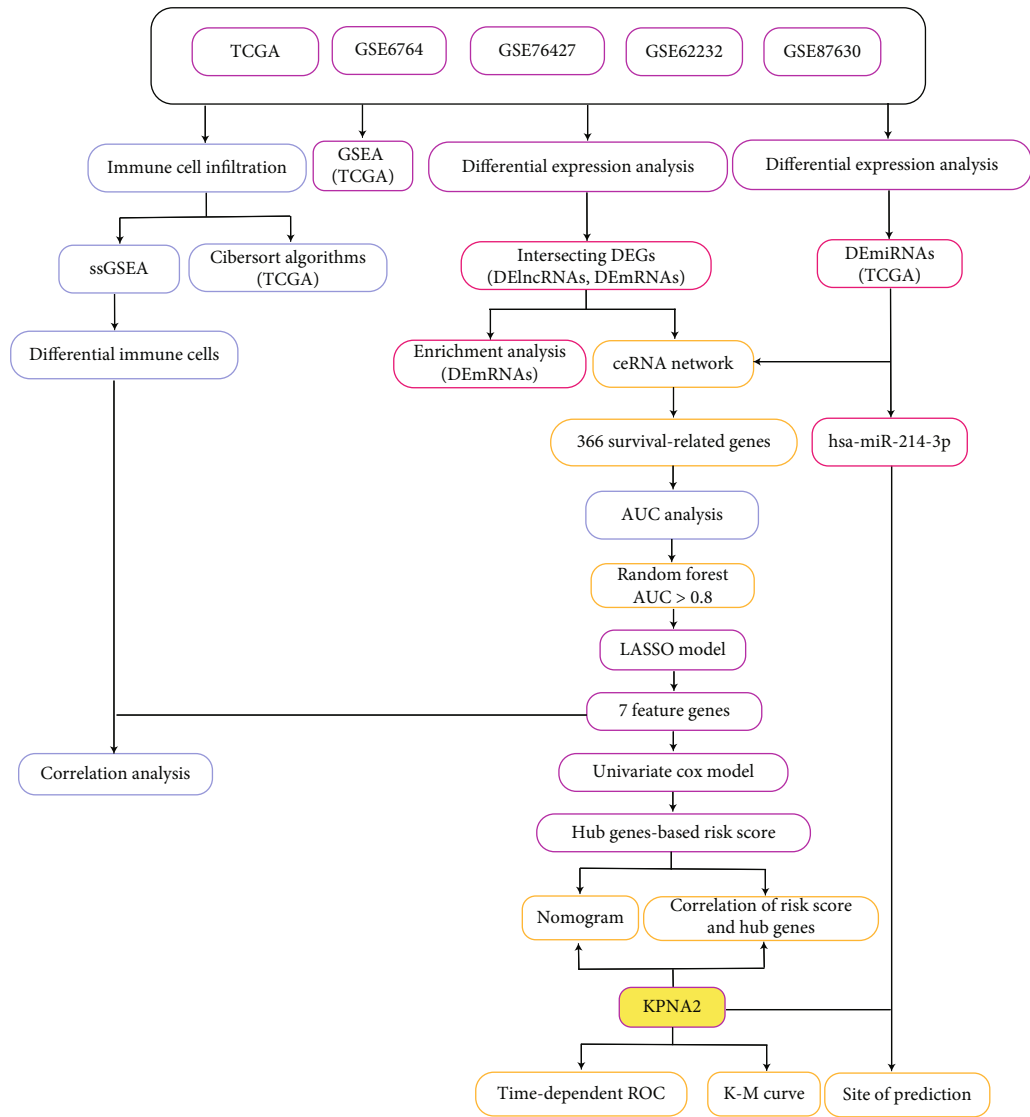 TCGA
GSE6764
GSE76427
GSE62232
GSE87630
Immune cell infiltration
GSEA
(TCGA)
Differential expression analysis
Differential expression analysis
ssGSEA
Cibersort algorithms
(TCGA)
Intersecting DEGs
(DElncRNAs, DEmRNAs)
DEmiRNAs
(TCGA)
Differential immune cells
Enrichment analysis
(DEmRNAs)
ceRNA network
366 survival-related genes
hsa-miR-214-3p
AUC analysis
Random forest
AUC > 0.8
LASSO model
7 feature genes
Correlation analysis
Univariate cox model
Hub genes-based risk score
Nomogram
Correlation of risk score
and hub genes
KPNA2
Time-dependent ROC
K-M curve
Site of prediction